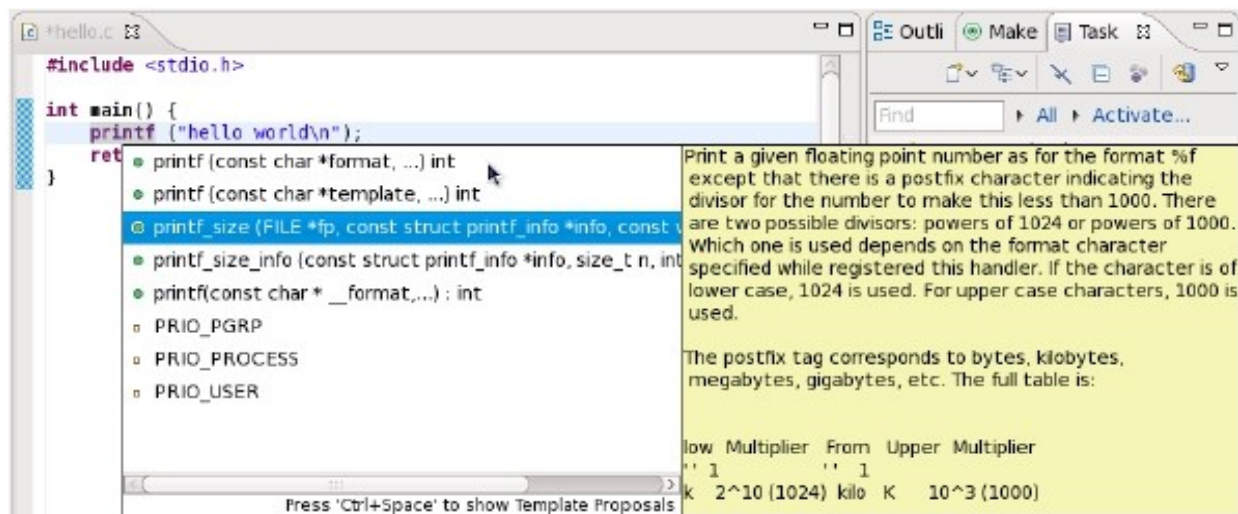 *hello.c
Outli Make Task
#include <stdio.h>
int main() {
printf ("hello world\n");
ret
}
Find All Activate...
printf (const char *format, ...) int
printf (const char *template, ...) int
printf_size (FILE *fp, const struct printf_info *info, const v
printf_size_info (const struct printf_info *info, size_t n, int
printf(const char * __format,...) : int
PRIO_PGRP
PRIO_PROCESS
PRIO_USER
Press 'Ctrl+Space' to show Template Proposals
Print a given floating point number as for the format %f
except that there is a postfix character indicating the
divisor for the number to make this less than 1000. There
are two possible divisors: powers of 1024 or powers of 1000.
Which one is used depends on the format character
specified while registered this handler. If the character is of
lower case, 1024 is used. For upper case characters, 1000 is
used.
The postfix tag corresponds to bytes, kilobytes,
megabytes, gigabytes, etc. The full table is:
low Multiplier From Upper Multiplier
' ' 1 ' ' 1
k 2^10 (1024) kilo K 10^3 (1000)